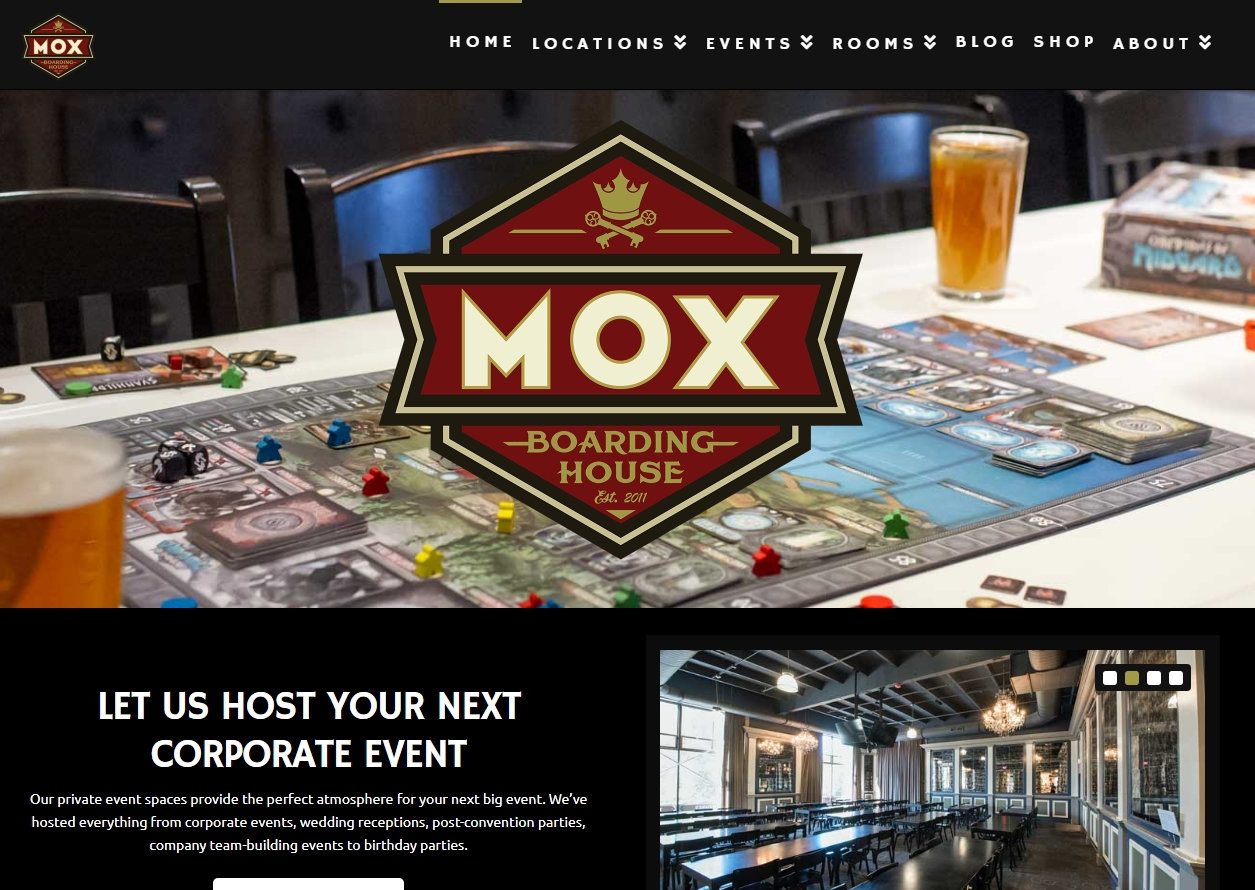 MOX
BOARDING
HOUSE
HOME LOCATIONS EVENTS ROOMS BLOG SHOP ABOUT
MOX
BOARDING
HOUSE
Est. 2011
MIDGARD
LET US HOST YOUR NEXT
CORPORATE EVENT
Our private event spaces provide the perfect atmosphere for your next big event. We’ve
hosted everything from corporate events, wedding receptions, post-convention parties,
company team-building events to birthday parties.